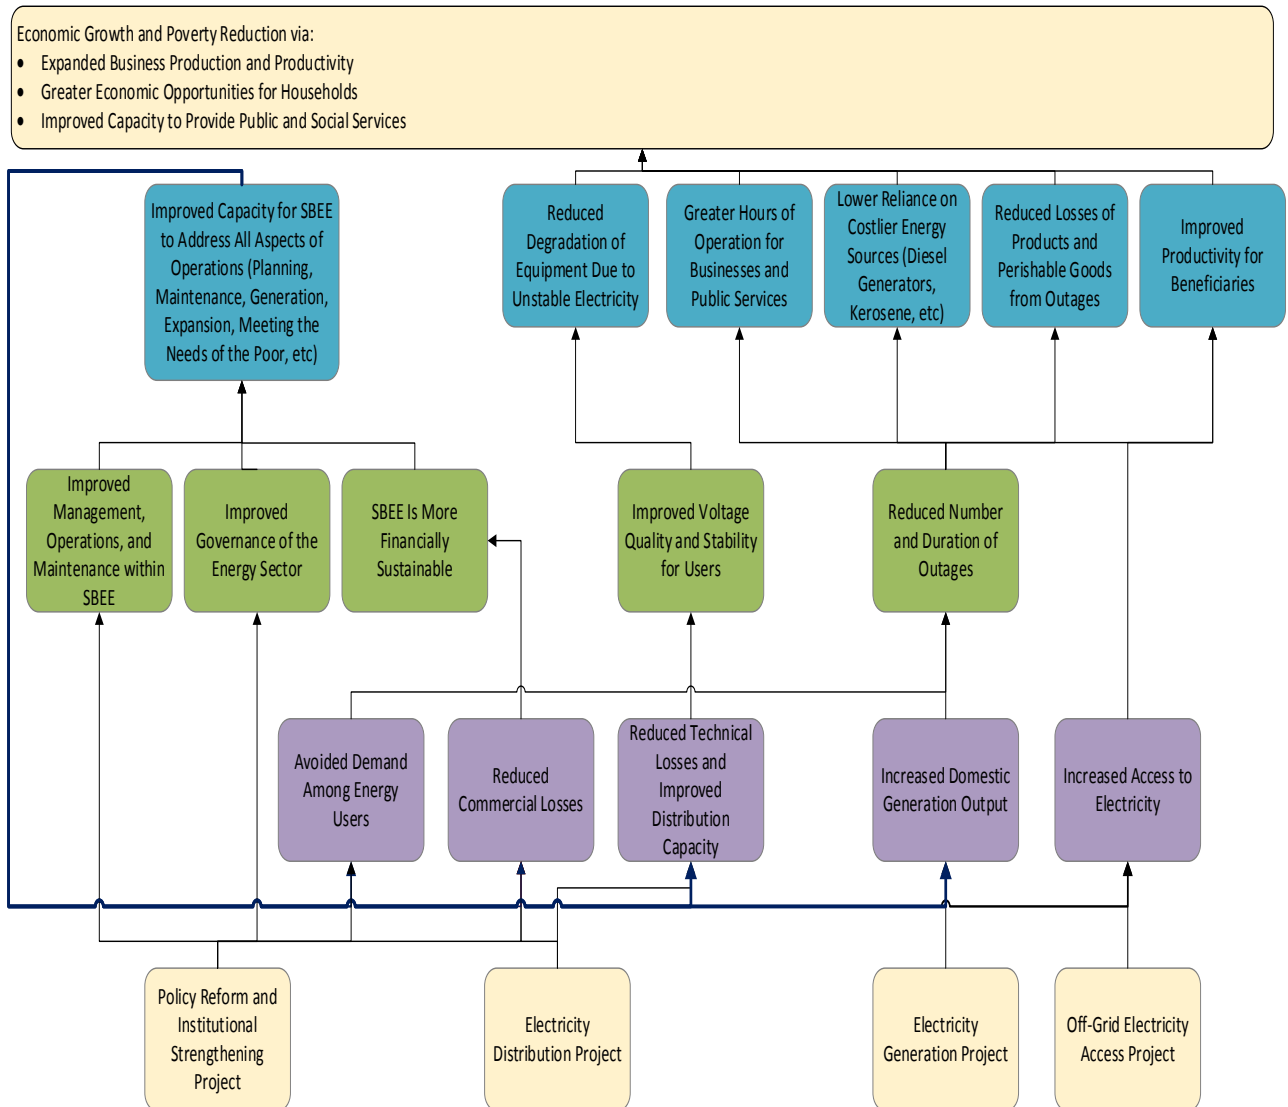 Economic Growth and Poverty Reduction via:
• Expanded Business Production and Productivity
• Greater Economic Opportunities for Households
• Improved Capacity to Provide Public and Social Services
Improved Capacity for SBEE
to Address All Aspects of
Operations (Planning,
Maintenance, Generation,
Expansion, Meeting the
Needs of the Poor, etc)
Reduced
Degradation of
Equipment Due to
Unstable Electricity
Greater Hours of
Operation for
Businesses and
Public Services
Lower Reliance on
Costlier Energy
Sources (Diesel
Generators,
Kerosene, etc)
Reduced Losses of
Products and
Perishable Goods
from Outages
Improved
Productivity for
Beneficiaries
Improved
Management,
Operations, and
Maintenance within
SBEE
Improved
Governance of the
Energy Sector
SBEE Is More
Financially
Sustainable
Improved Voltage
Quality and Stability
for Users
Reduced Number
and Duration of
Outages
Avoided Demand
Among Energy
Users
Reduced
Commercial Losses
Reduced Technical
Losses and
Improved
Distribution
Capacity
Increased Domestic
Generation Output
Increased Access to
Electricity
Policy Reform and
Institutional
Strengthening
Project
Electricity
Distribution Project
Electricity
Generation Project
Off-Grid Electricity
Access Project